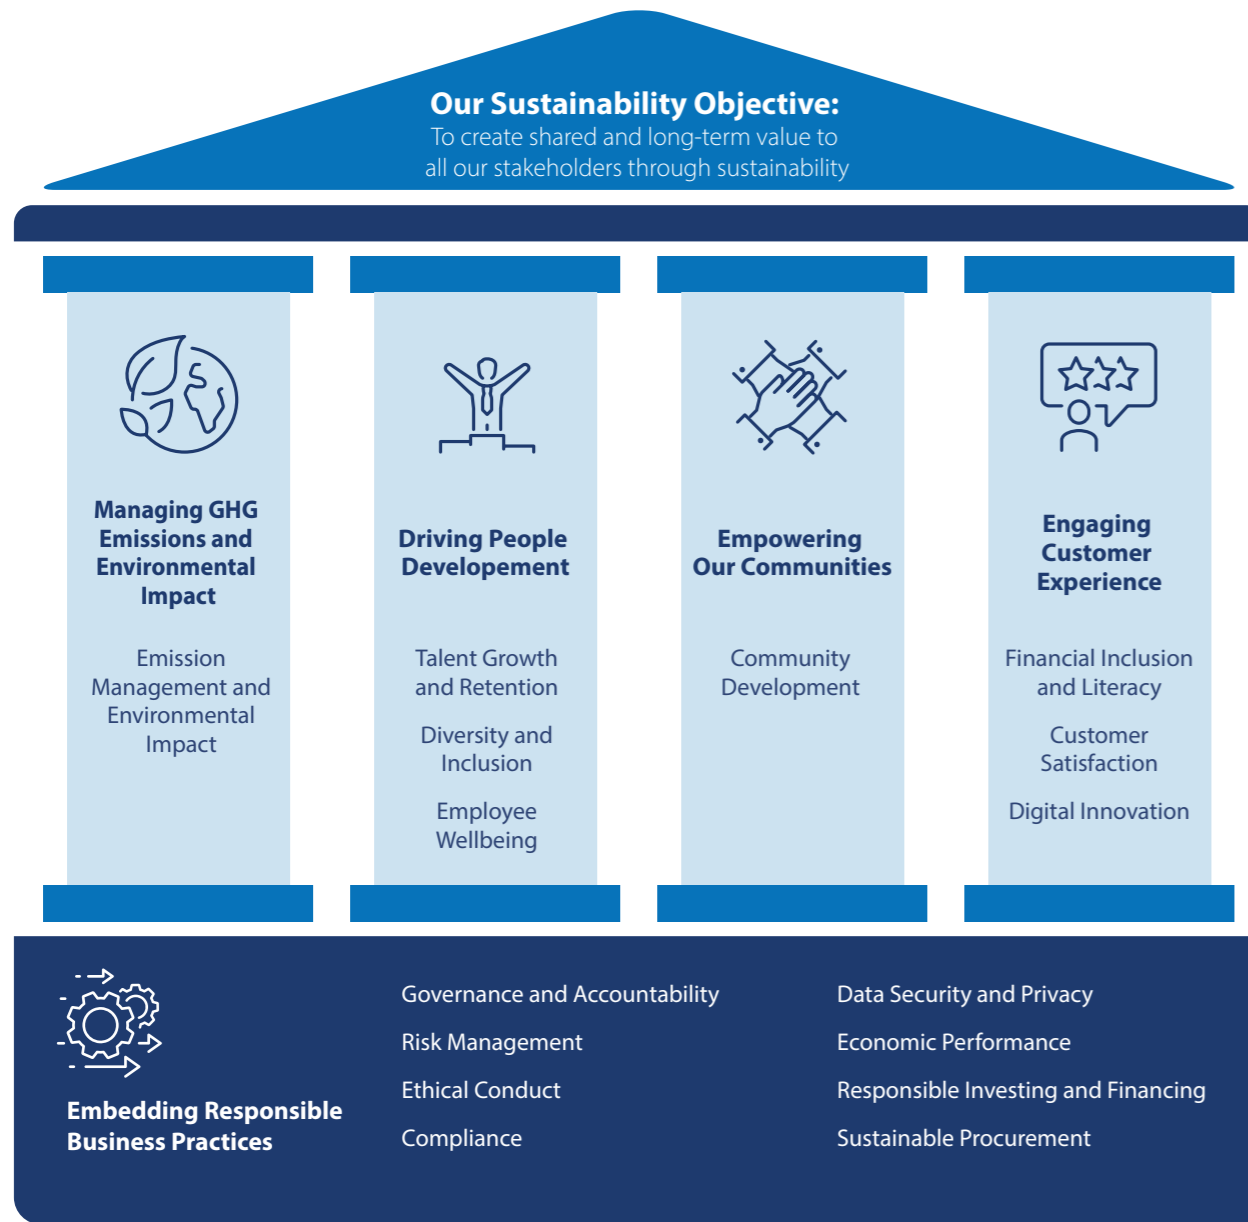 Our Sustainability Objective:
To create shared and long-term value to
all our stakeholders through sustainability
Managing GHG
Emissions and
Environmental
Impact
Emission
Management and
Environmental
Impact
Driving People
Developement
Talent Growth
and Retention
Diversity and
Inclusion
Employee
Wellbeing
Empowering
Our Communities
Community
Development
Engaging
Customer
Experience
Financial Inclusion
and Literacy
Customer
Satisfaction
Digital Innovation
Embedding Responsible
Business Practices
Governance and Accountability
Risk Management
Ethical Conduct
Compliance
Data Security and Privacy
Economic Performance
Responsible Investing and Financing
Sustainable Procurement